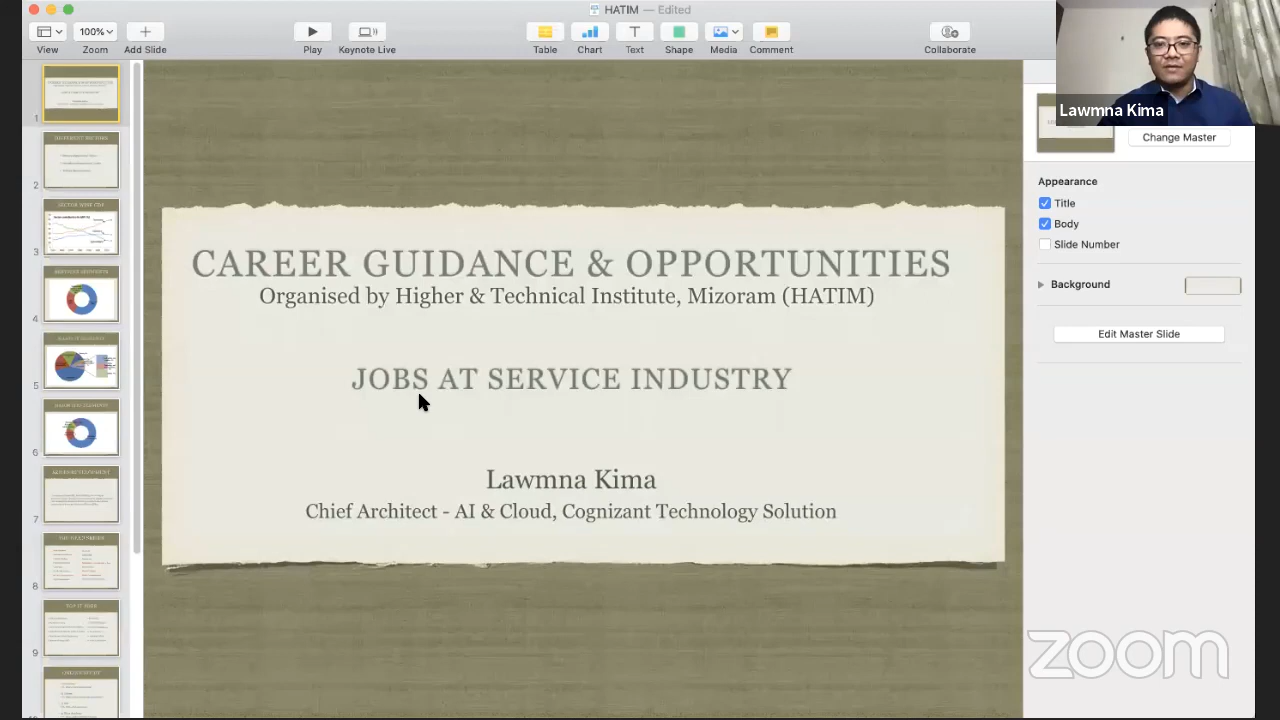 HATIM — Edited
View
100%
Zoom
Add Slide
Play
Keynote Live
Table
Chart
Text
Shape
Media
Comment
Collaborate
Lawmna Kima
Change Master
Appearance
Title
Body
Slide Number
Background
Edit Master Slide
1
2
3
4
5
6
7
8
9
CAREER GUIDANCE & OPPORTUNITIES
Organised by Higher & Technical Institute, Mizoram (HATIM)
JOBS AT SERVICE INDUSTRY
Lawmna Kima
Chief Architect - AI & Cloud, Cognizant Technology Solution
zoom